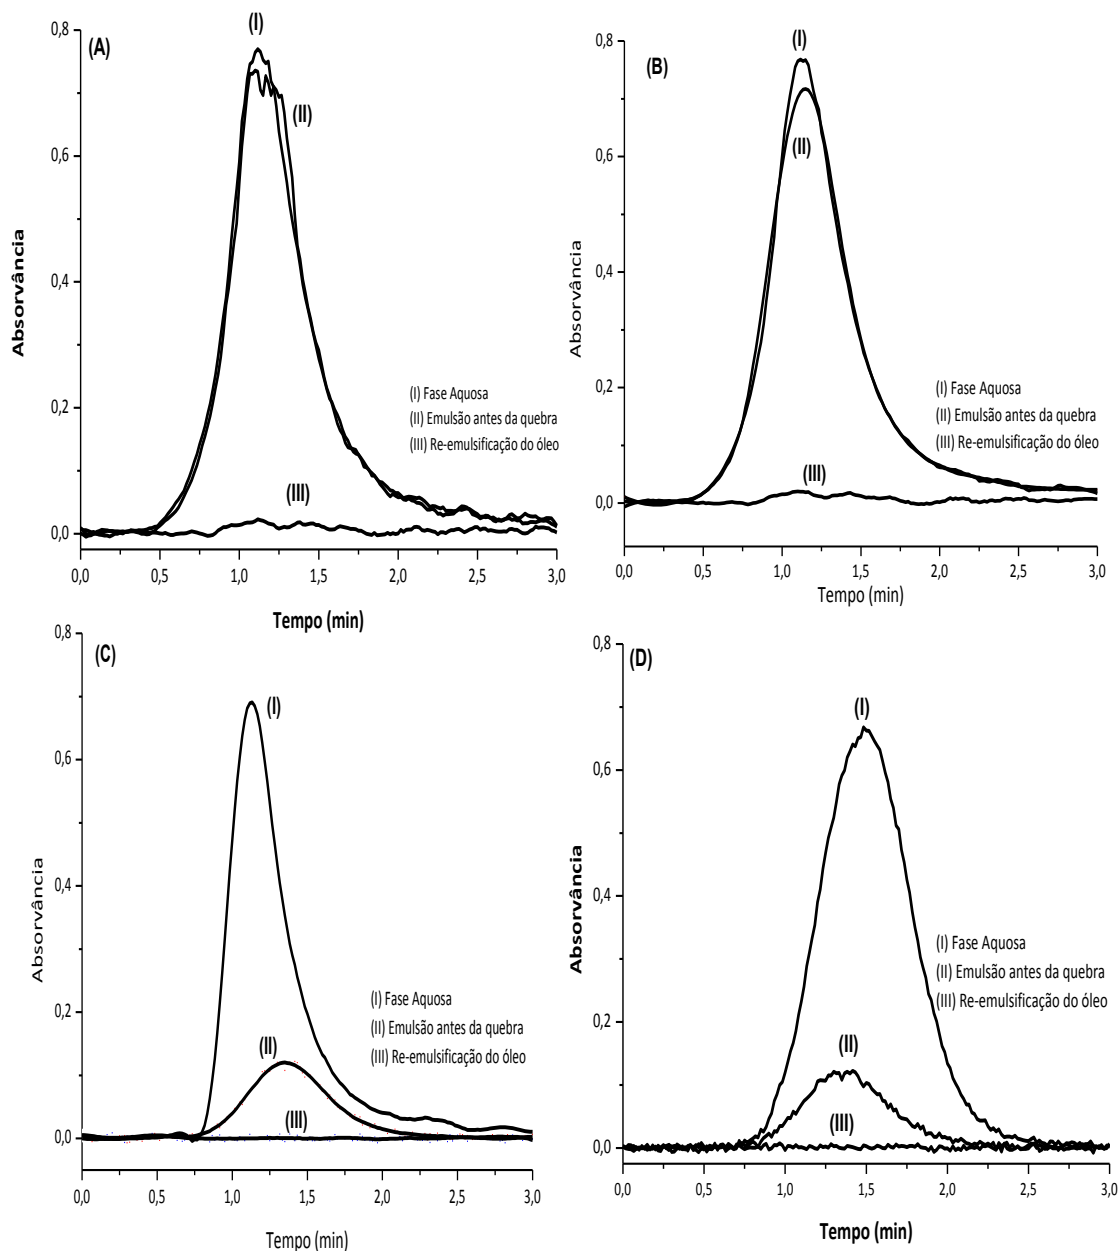 (A)
(I)
(II)
(III)
0,8
0,6
0,4
0,2
0,0
Absorvância
(I) Fase Aquosa
(II) Emulsão antes da quebra
(III) Re-emulsificação do óleo
0,0 0,5 1,0 1,5 2,0 2,5 3,0
Tempo (min)
(B)
(I)
(II)
(III)
0,8
0,6
0,4
0,2
0,0
Absorvância
(I) Fase Aquosa
(II) Emulsão antes da quebra
(III) Re-emulsificação do óleo
0,0 0,5 1,0 1,5 2,0 2,5 3,0
Tempo (min)
(C)
(I)
(II)
(III)
0,8
0,6
0,4
0,2
0,0
Absorvância
(I) Fase Aquosa
(II) Emulsão antes da quebra
(III) Re-emulsificação do óleo
0,0 0,5 1,0 1,5 2,0 2,5 3,0
Tempo (min)
(D)
(I)
(II)
(III)
0,8
0,6
0,4
0,2
0,0
Absorvância
(I) Fase Aquosa
(II) Emulsão antes da quebra
(III) Re-emulsificação do óleo
0,0 0,5 1,0 1,5 2,0 2,5 3,0
Tempo (min)